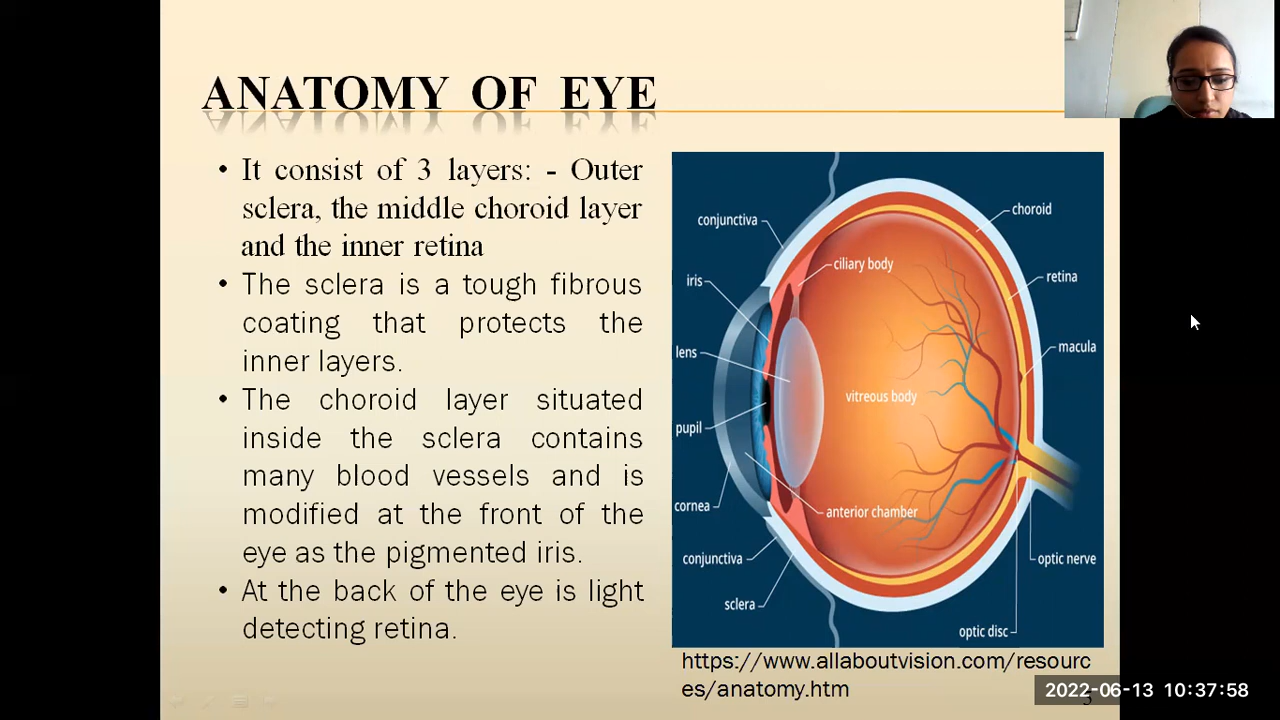 ANATOMY OF EYE
• It consist of 3 layers: - Outer
sclera, the middle choroid layer
and the inner retina
• The sclera is a tough fibrous
coating that protects the
inner layers.
• The choroid layer situated
inside the sclera contains
many blood vessels and is
modified at the front of the
eye as the pigmented iris.
• At the back of the eye is light
detecting retina.
conjunctiva
choroid
ciliary body
iris
retina
lens
macula
vitreous body
pupil
cornea
anterior chamber
conjunctiva
optic nerve
sclera
optic disc
https://www.allaboutvision.com/resourc
es/anatomy.htm
2022-06-13 10:37:58